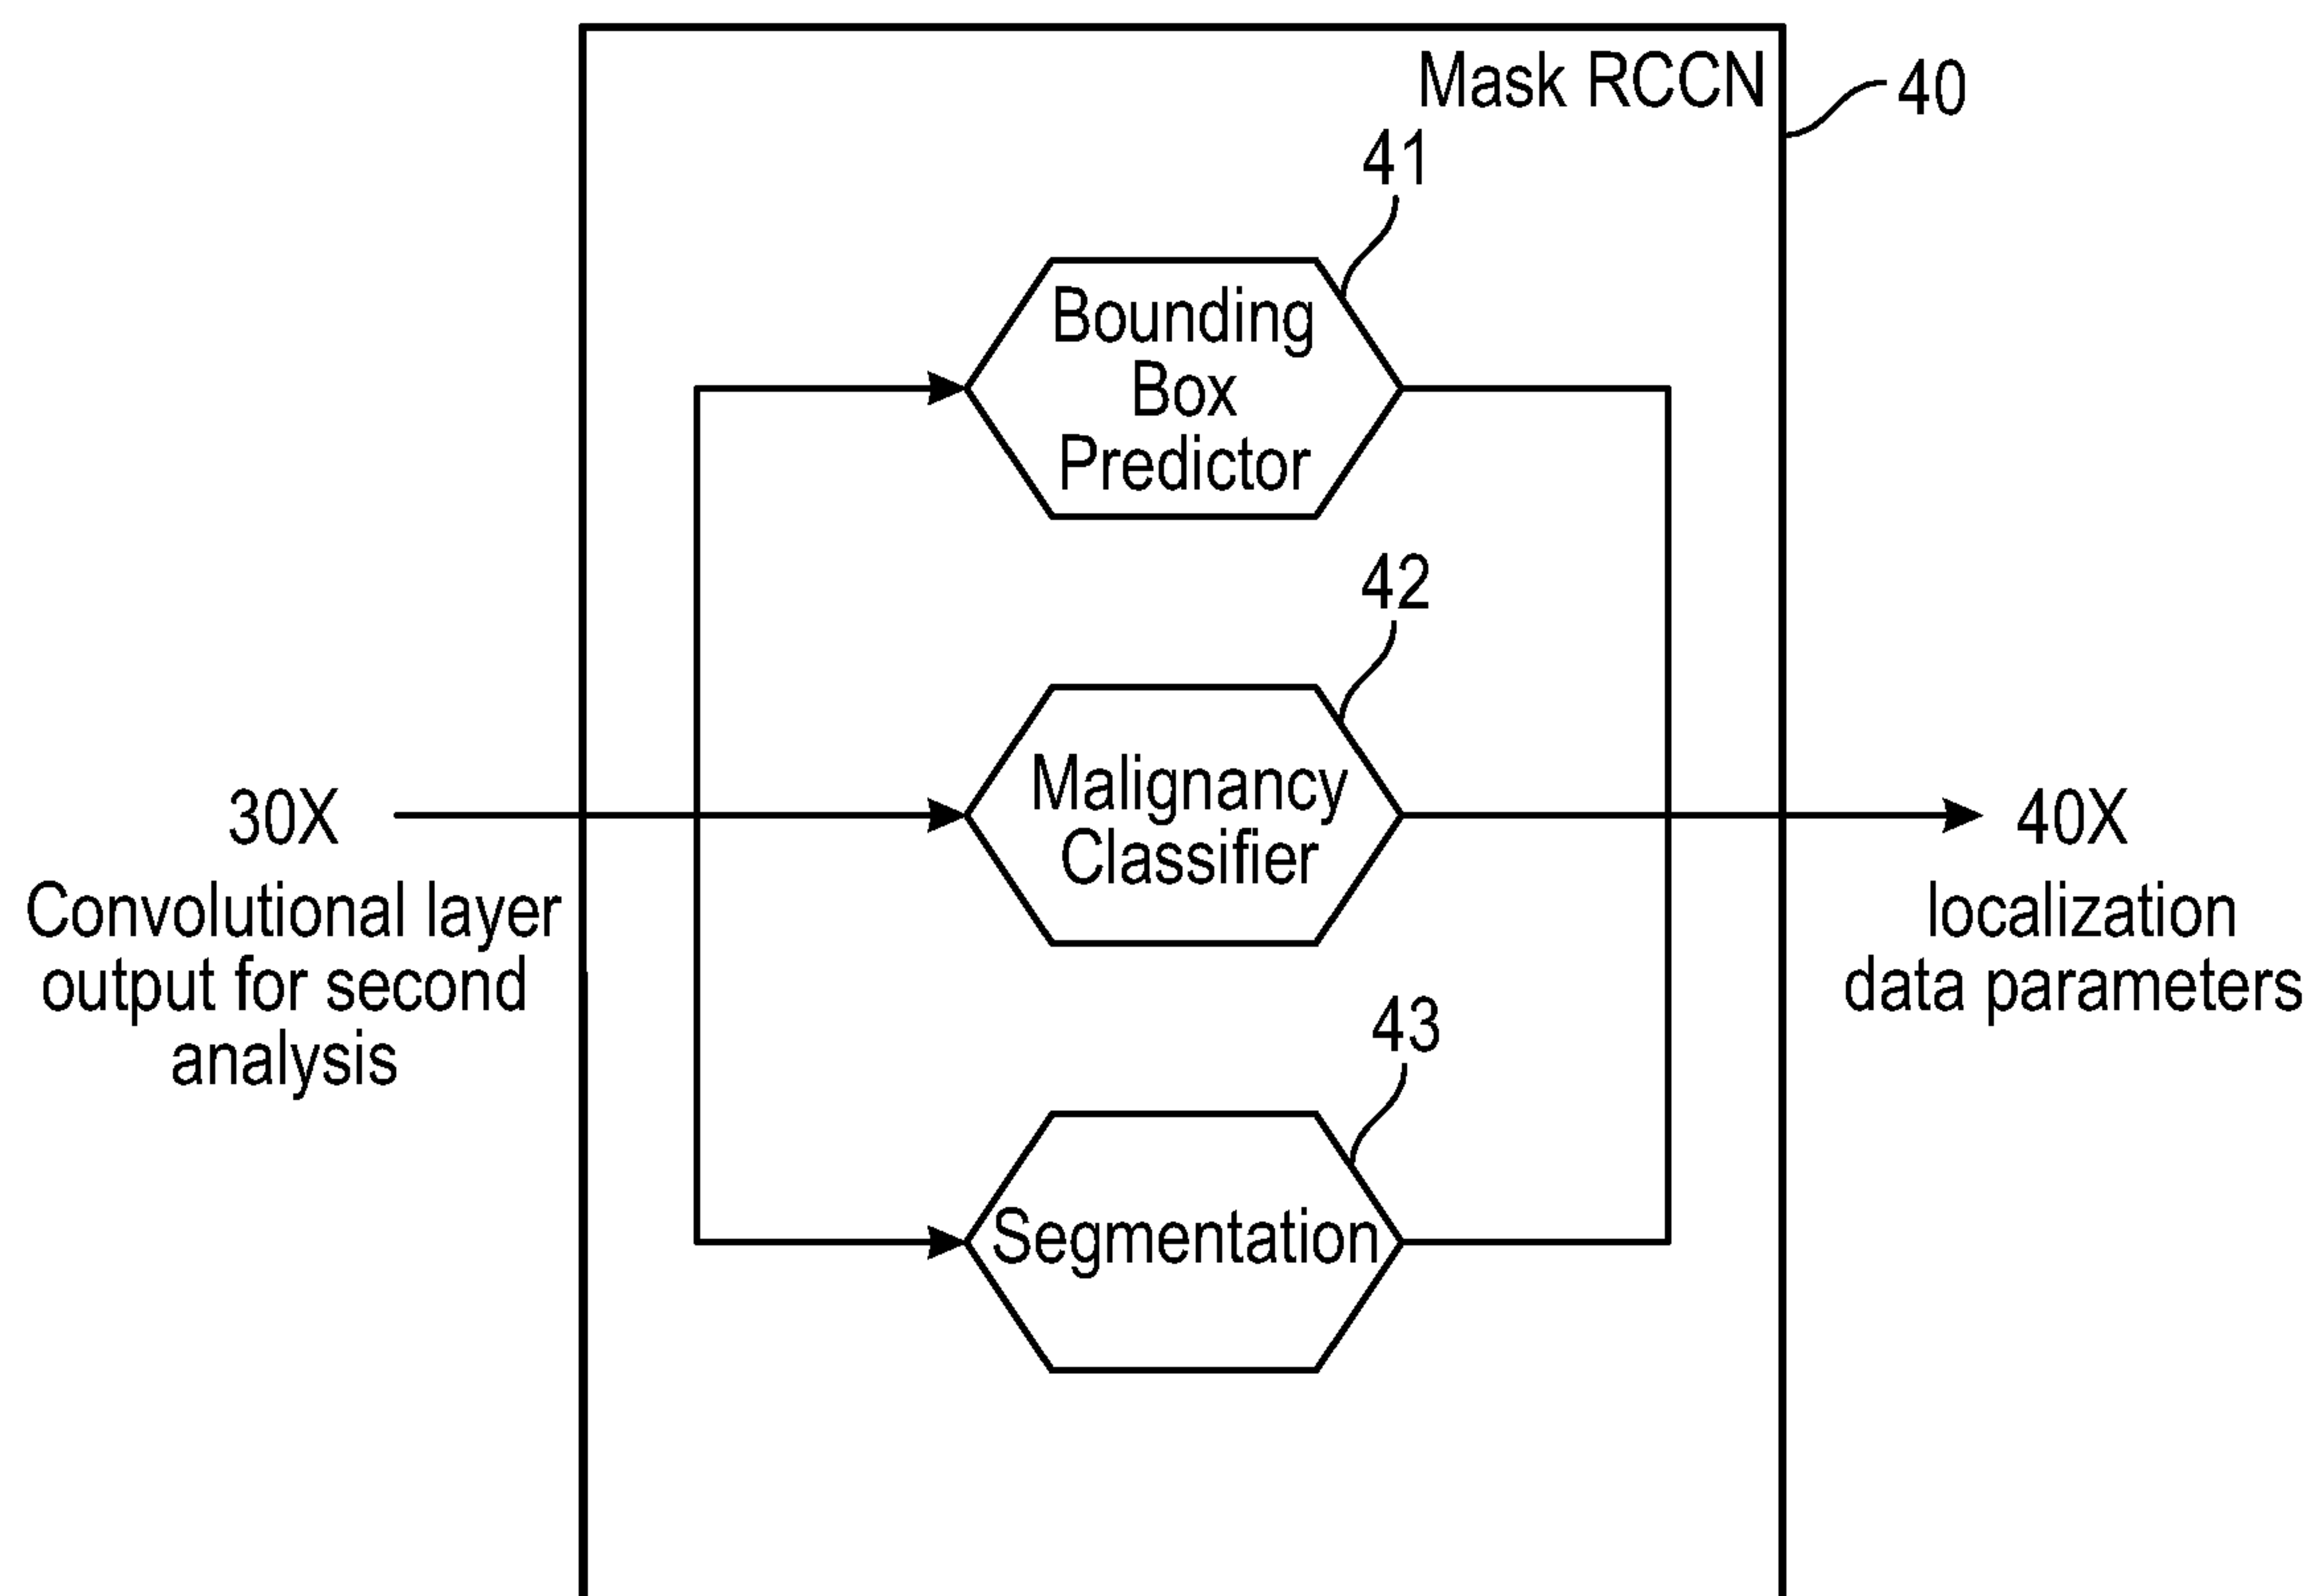 Mask RCCN
40
41
Bounding
Box
Predictor
42
Malignancy
Classifier
30X
Convolutional layer
output for second
analysis
40X
localization
data parameters
43
Segmentation